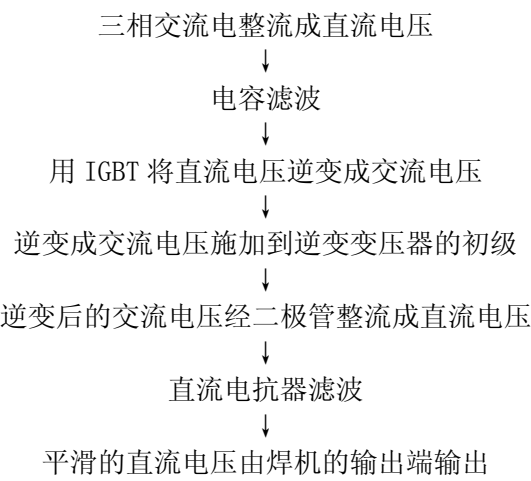 三相交流电整流成直流电压
↓
电容滤波
↓
用 IGBT 将直流电压逆变成交流电压
↓
逆变成交流电压施加到逆变变压器的初级
↓
逆变后的交流电压经二极管整流成直流电压
↓
直流电抗器滤波
↓
平滑的直流电压由焊机的输出端输出